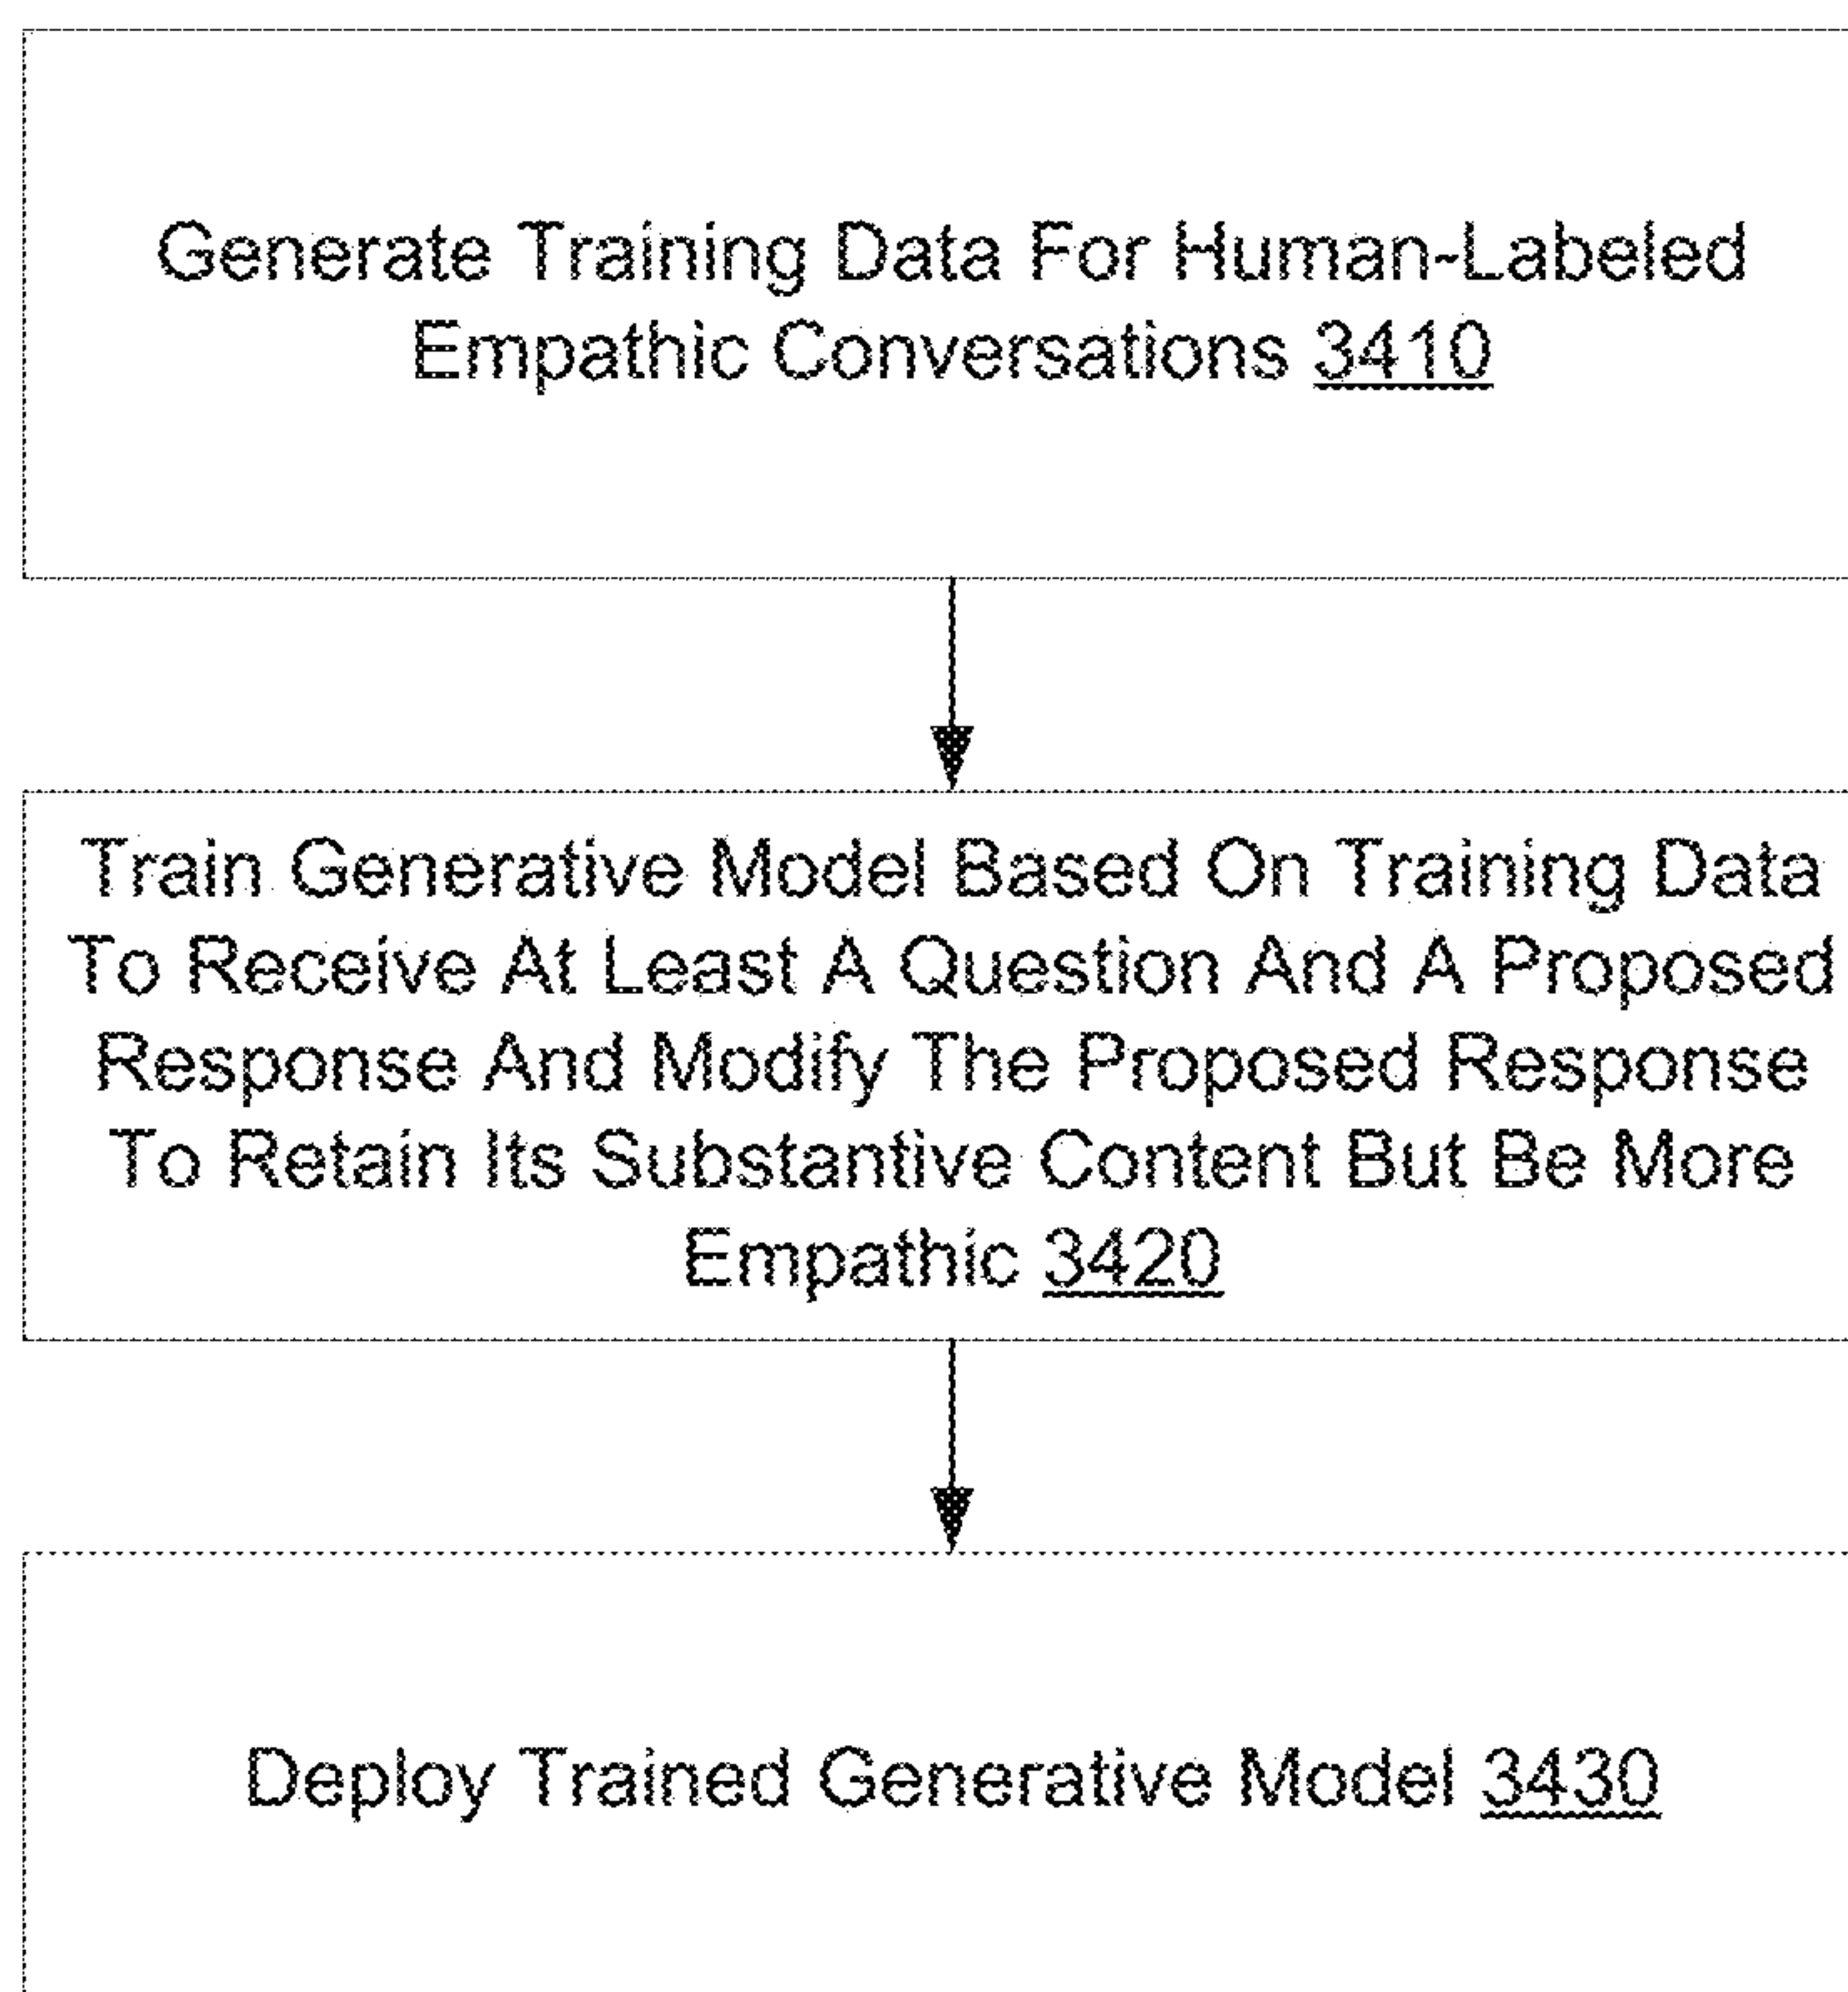 Generate Training Data For Human-Labeled
Empathic Conversations 3410
Train Generative Model Based On Training Data
To Receive At Least A Question And A Proposed
Response And Modify The Proposed Response
To Retain Its Substantive Content But Be More
Empathic 3420
Deploy Trained Generative Model 3430